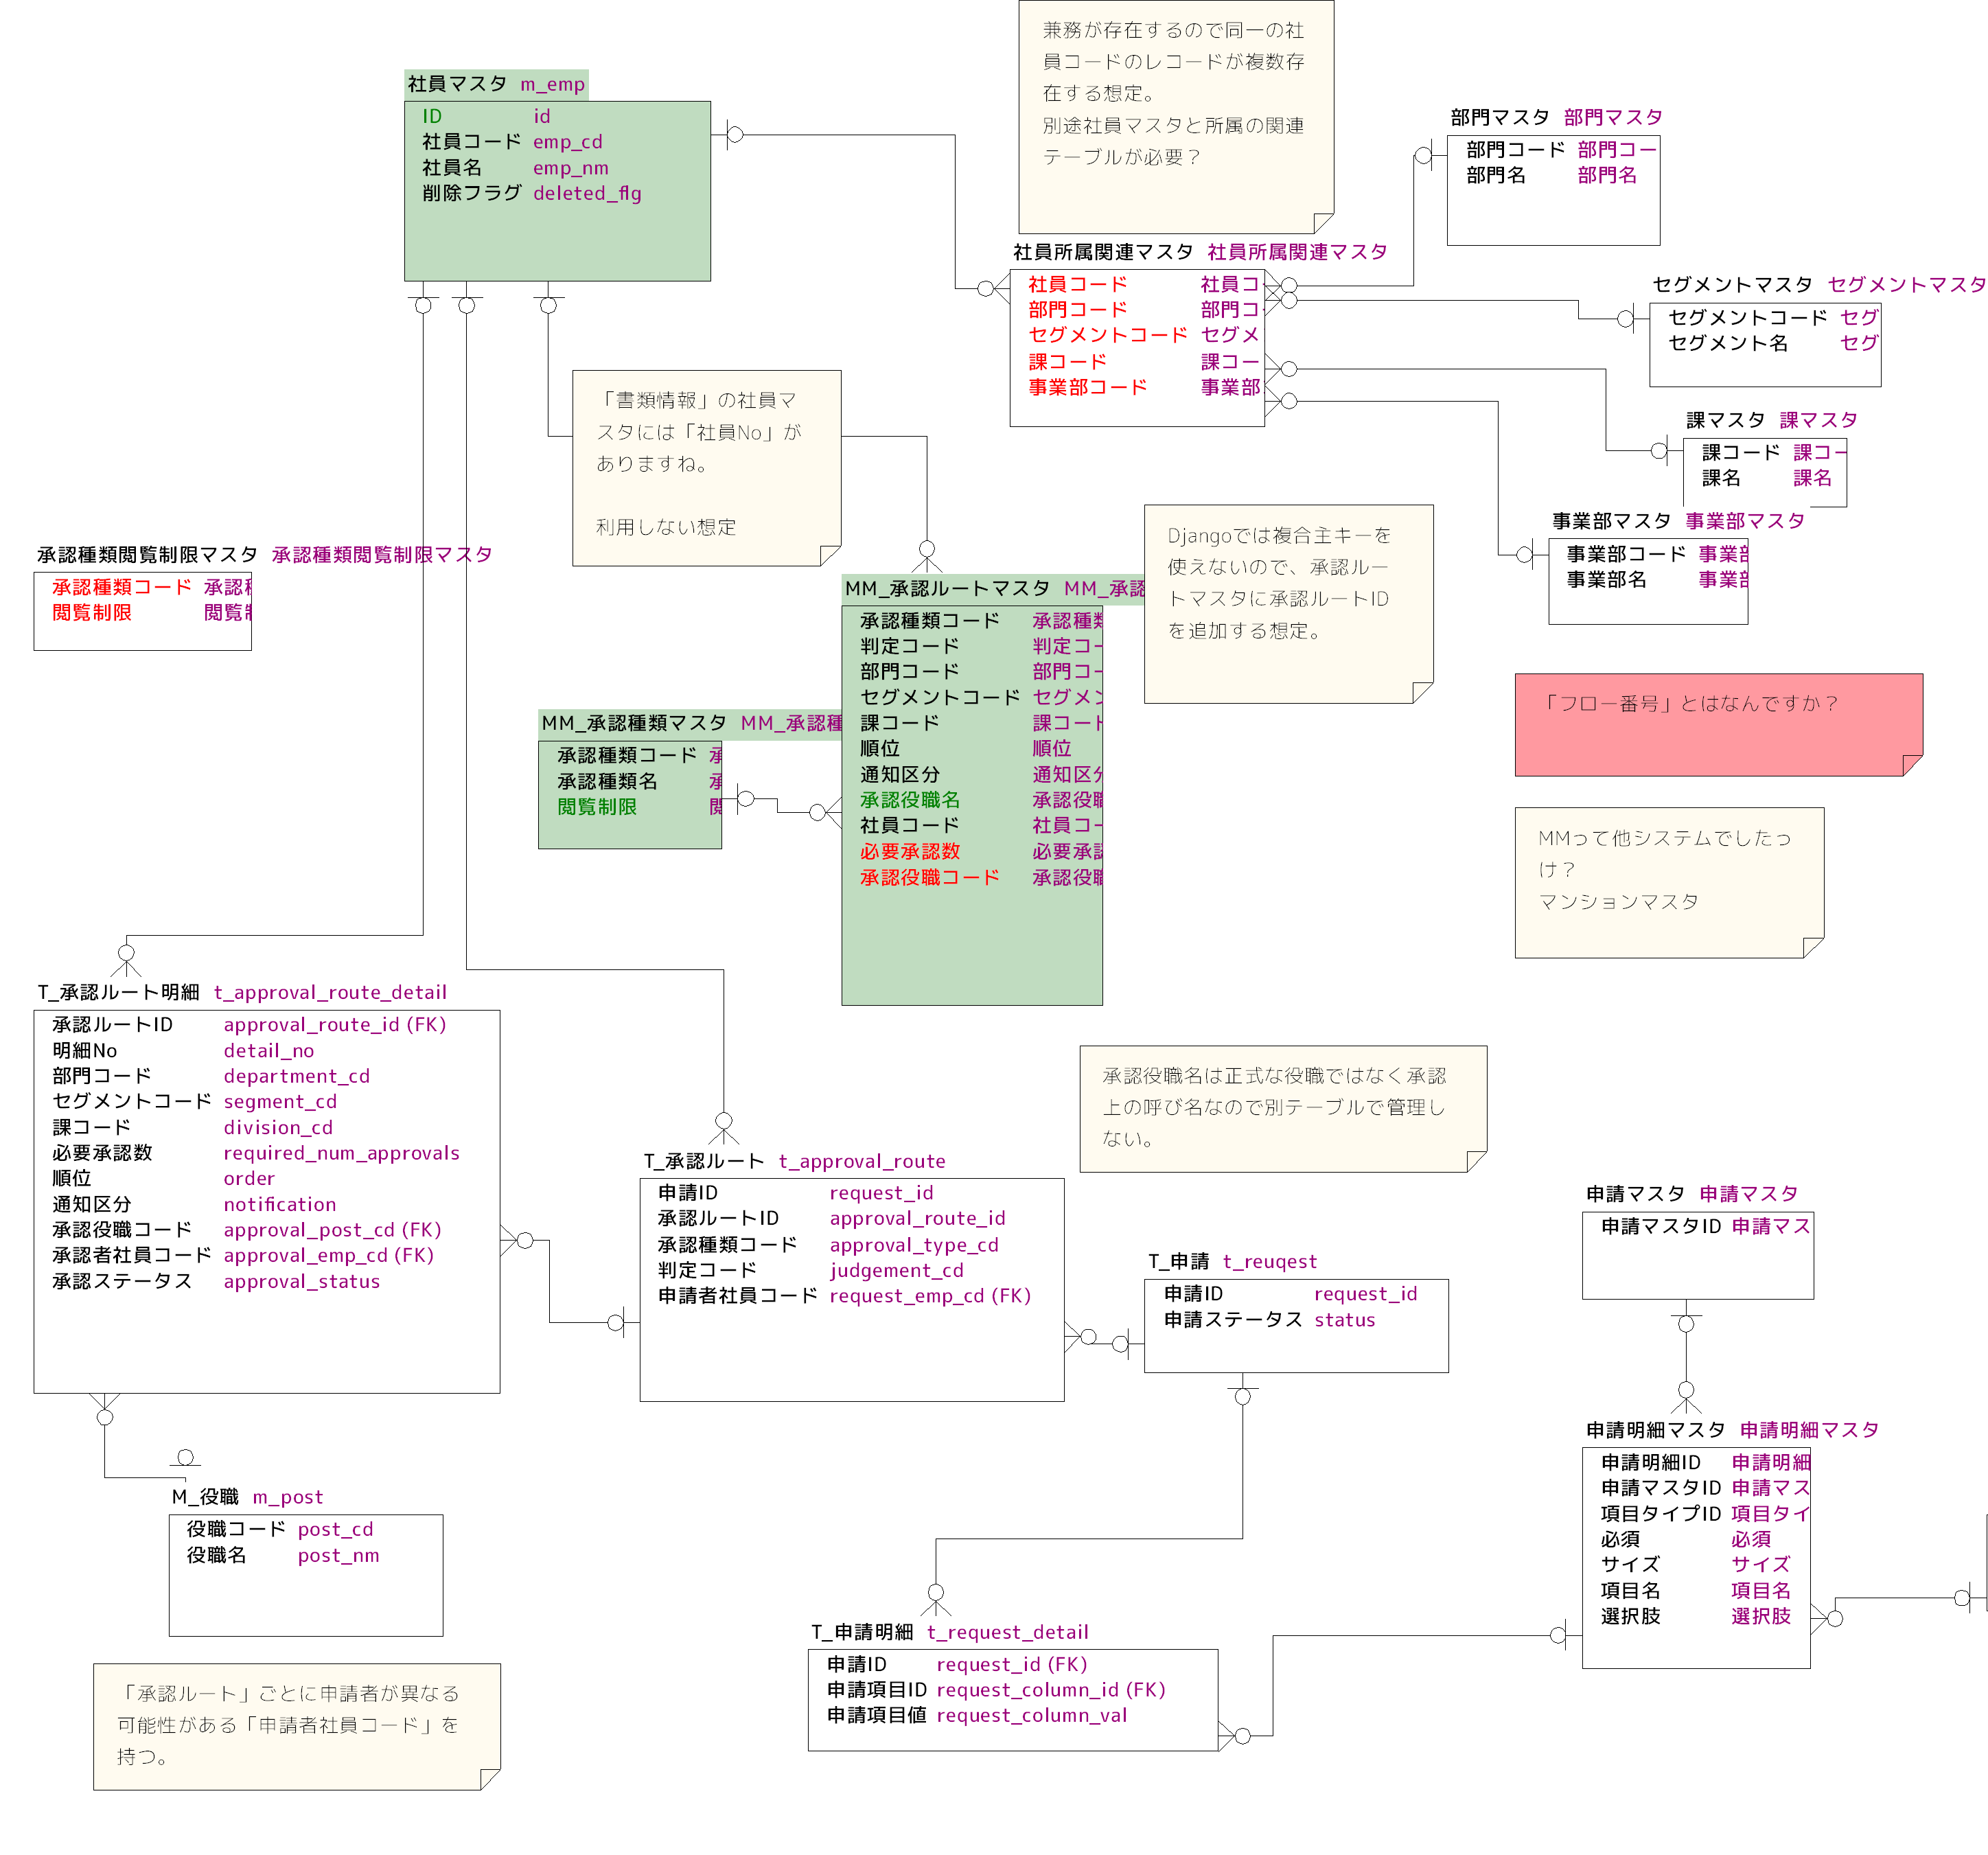 兼務が存在するので同一の社
員コードのレコードが複数存
在する想定。
別途社員マスタと所属の関連
テーブルが必要？
社員マスタ m_emp
ID id
社員コード emp_cd
社員名 emp_nm
削除フラグ deleted_flg
部門マスタ 部門マスタ
部門コード 部門コー
部門名 部門名
社員所属関連マスタ 社員所属関連マスタ
社員コード 社員コ
部門コード 部門コ
セグメントコード セグメ
課コード 課コー
事業部コード 事業部
セグメントマスタ セグメントマスタ
セグメントコード セグ
セグメント名 セグ
課マスタ 課マスタ
課コード 課コー
課名 課名
事業部マスタ 事業部マスタ
事業部コード 事業部
事業部名 事業部
「書類情報」の社員マ
スタには「社員No」が
ありますね。
利用しない想定
Djangoでは複合主キーを
使えないので、承認ルー
トマスタに承認ルートID
を追加する想定。
承認種類閲覧制限マスタ 承認種類閲覧制限マスタ
承認種類コード 承認種
閲覧制限 閲覧制
MM_承認ルートマスタ MM_承認
承認種類コード 承認種類
判定コード 判定コー
部門コード 部門コー
セグメントコード セグメン
課コード 課コード
順位 順位
通知区分 通知区分
承認役職名 承認役職
社員コード 社員コー
必要承認数 必要承認
承認役職コード 承認役職
MM_承認種類マスタ MM_承認種
承認種類コード 承
承認種類名 承
閲覧制限 閲
「フロー番号」とはなんですか？
MMって他システムでしたっ
け？
マンションマスタ
T_承認ルート明細 t_approval_route_detail
承認ルートID approval_route_id (FK)
明細No detail_no
部門コード department_cd
セグメントコード segment_cd
課コード division_cd
必要承認数 required_num_approvals
順位 order
通知区分 notification
承認役職コード approval_post_cd (FK)
承認者社員コード approval_emp_cd (FK)
承認ステータス approval_status
承認役職名は正式な役職ではなく承認
上の呼び名なので別テーブルで管理し
ない。
T_承認ルート t_approval_route
申請ID request_id
承認ルートID approval_route_id
承認種類コード approval_type_cd
判定コード judgement_cd
申請者社員コード request_emp_cd (FK)
T_申請 t_reuqest
申請ID request_id
申請ステータス status
申請マスタ 申請マスタ
申請マスタID 申請マス
申請明細マスタ 申請明細マスタ
申請明細ID 申請明細
申請マスタID 申請マス
項目タイプID 項目タイ
必須 必須
サイズ サイズ
項目名 項目名
選択肢 選択肢
M_役職 m_post
役職コード post_cd
役職名 post_nm
T_申請明細 t_request_detail
申請ID request_id (FK)
申請項目ID request_column_id (FK)
申請項目値 request_column_val
「承認ルート」ごとに申請者が異なる
可能性がある「申請者社員コード」を
持つ。